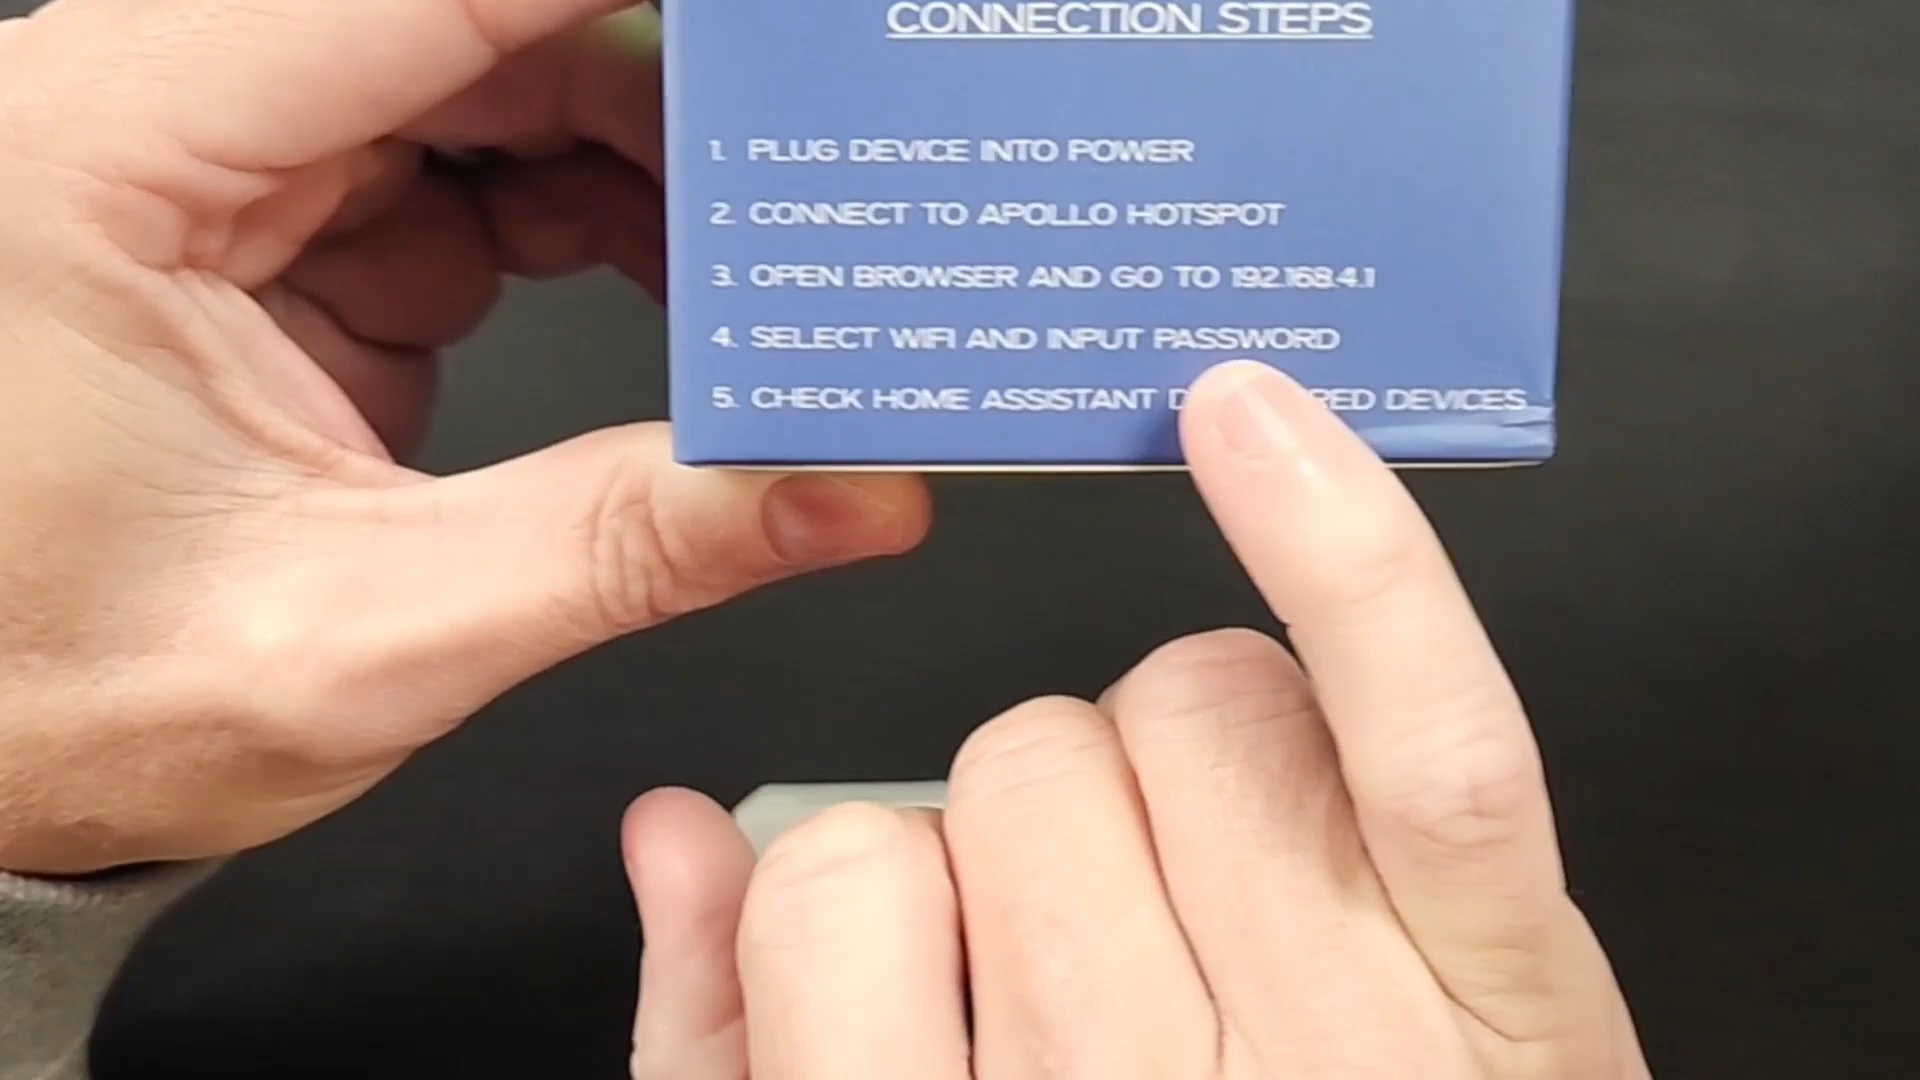 CONNECTION STEPS
1. PLUG DEVICE INTO POWER
2. CONNECT TO APOLLO HOTSPOT
3. OPEN BROWSER AND GO TO 192.168.4.1
4. SELECT WIFI AND INPUT PASSWORD
5. CHECK HOME ASSISTANT DEVICES